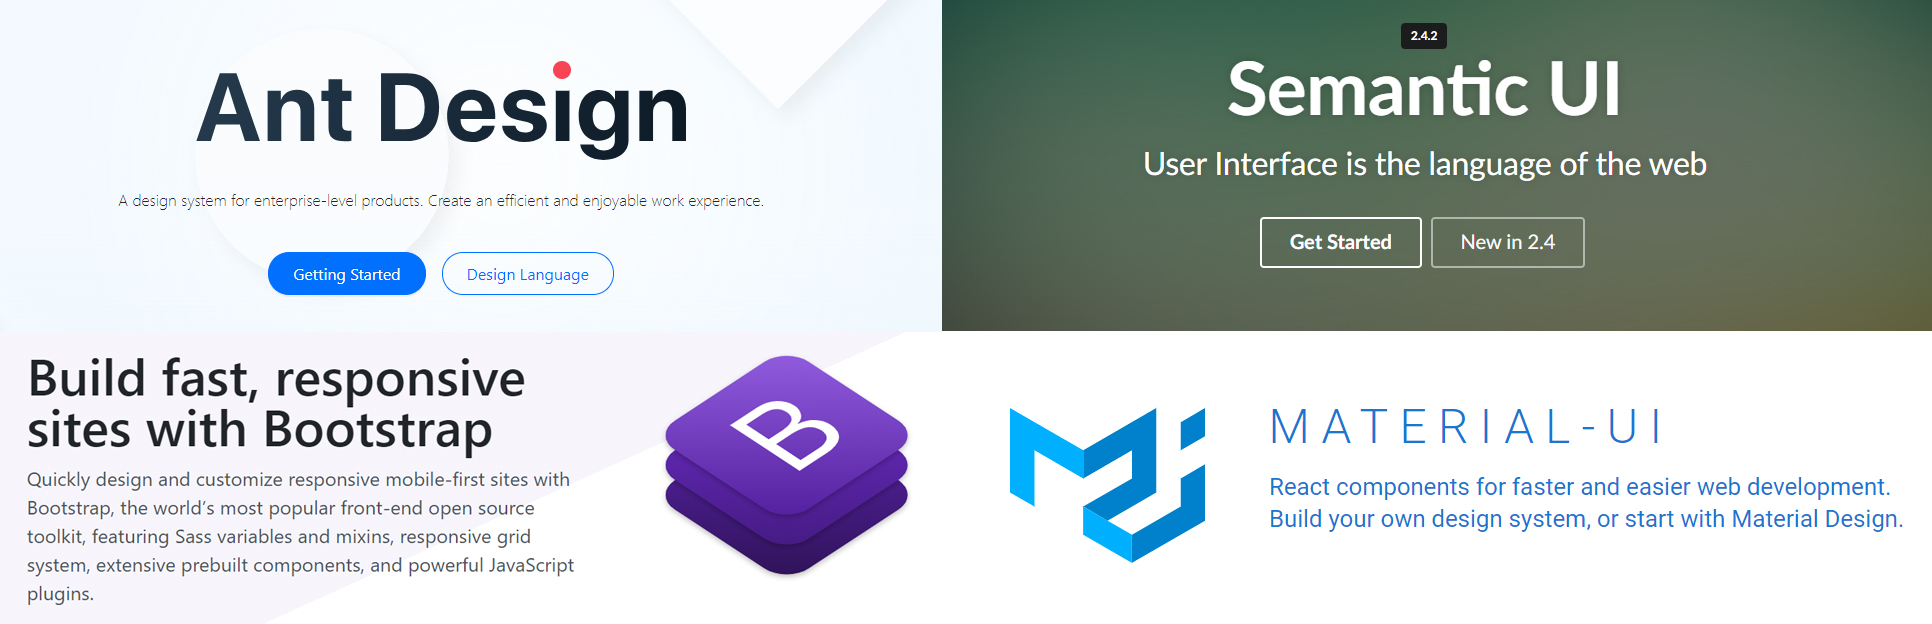 Ant Design
A design system for enterprise-level products. Create an efficient and enjoyable work experience.
Getting Started
Design Language
2.4.2
Semantic UI
User Interface is the language of the web
Get Started
New in 2.4
Build fast, responsive
sites with Bootstrap
Quickly design and customize responsive mobile-first sites with
Bootstrap, the world’s most popular front-end open source
toolkit, featuring Sass variables and mixins, responsive grid
system, extensive prebuilt components, and powerful JavaScript
plugins.
B
MATERIAL-UI
React components for faster and easier web development.
Build your own design system, or start with Material Design.